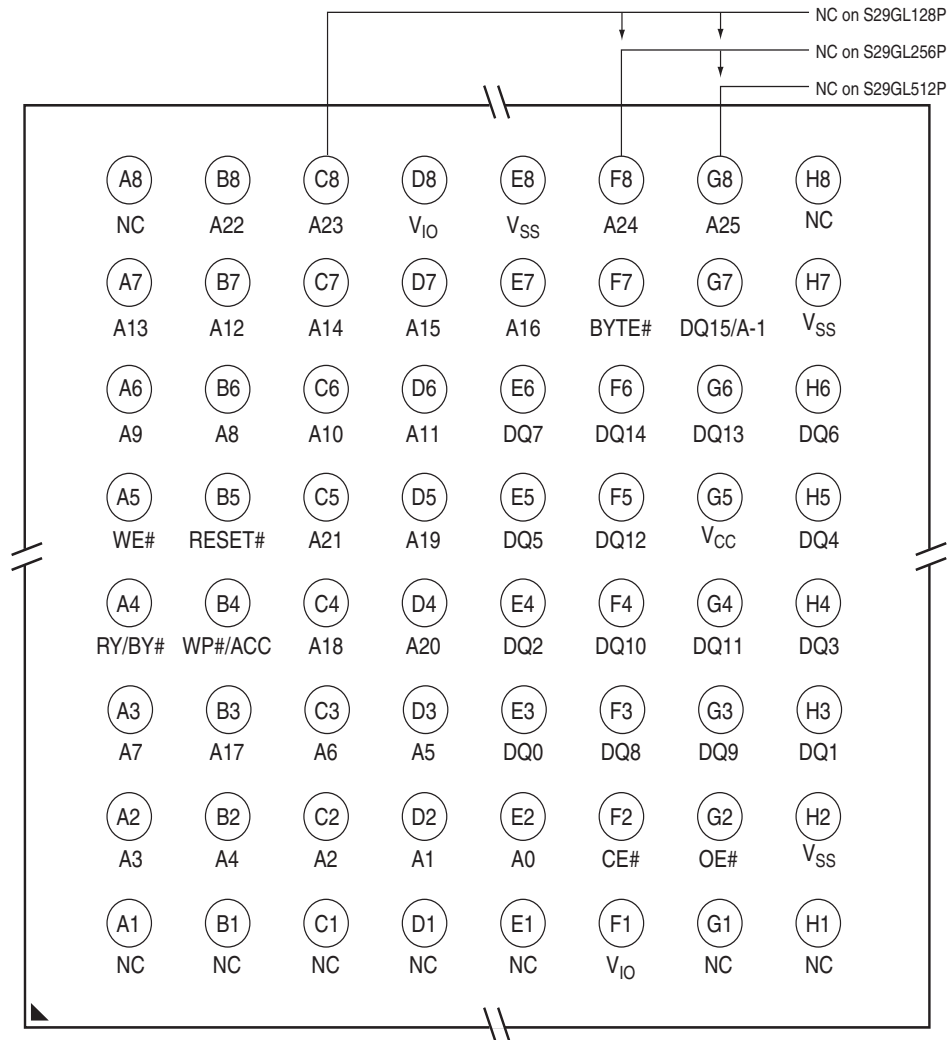 NC on S29GL128P
NC on S29GL256P
NC on S29GL512P
A8 B8 C8 D8 E8 F8 G8 H8
NC A22 A23 VIO VSS A24 A25 NC
A7 B7 C7 D7 E7 F7 G7 H7
A13 A12 A14 A15 A16 BYTE# DQ15/A-1 VSS
A6 B6 C6 D6 E6 F6 G6 H6
A9 A8 A10 A11 DQ7 DQ14 DQ13 DQ6
A5 B5 C5 D5 E5 F5 G5 H5
WE# RESET# A21 A19 DQ5 DQ12 VCC DQ4
A4 B4 C4 D4 E4 F4 G4 H4
RY/BY# WP#/ACC A18 A20 DQ2 DQ10 DQ11 DQ3
A3 B3 C3 D3 E3 F3 G3 H3
A7 A17 A6 A5 DQ0 DQ8 DQ9 DQ1
A2 B2 C2 D2 E2 F2 G2 H2
A3 A4 A2 A1 A0 CE# OE# VSS
A1 B1 C1 D1 E1 F1 G1 H1
NC NC NC NC NC VIO NC NC